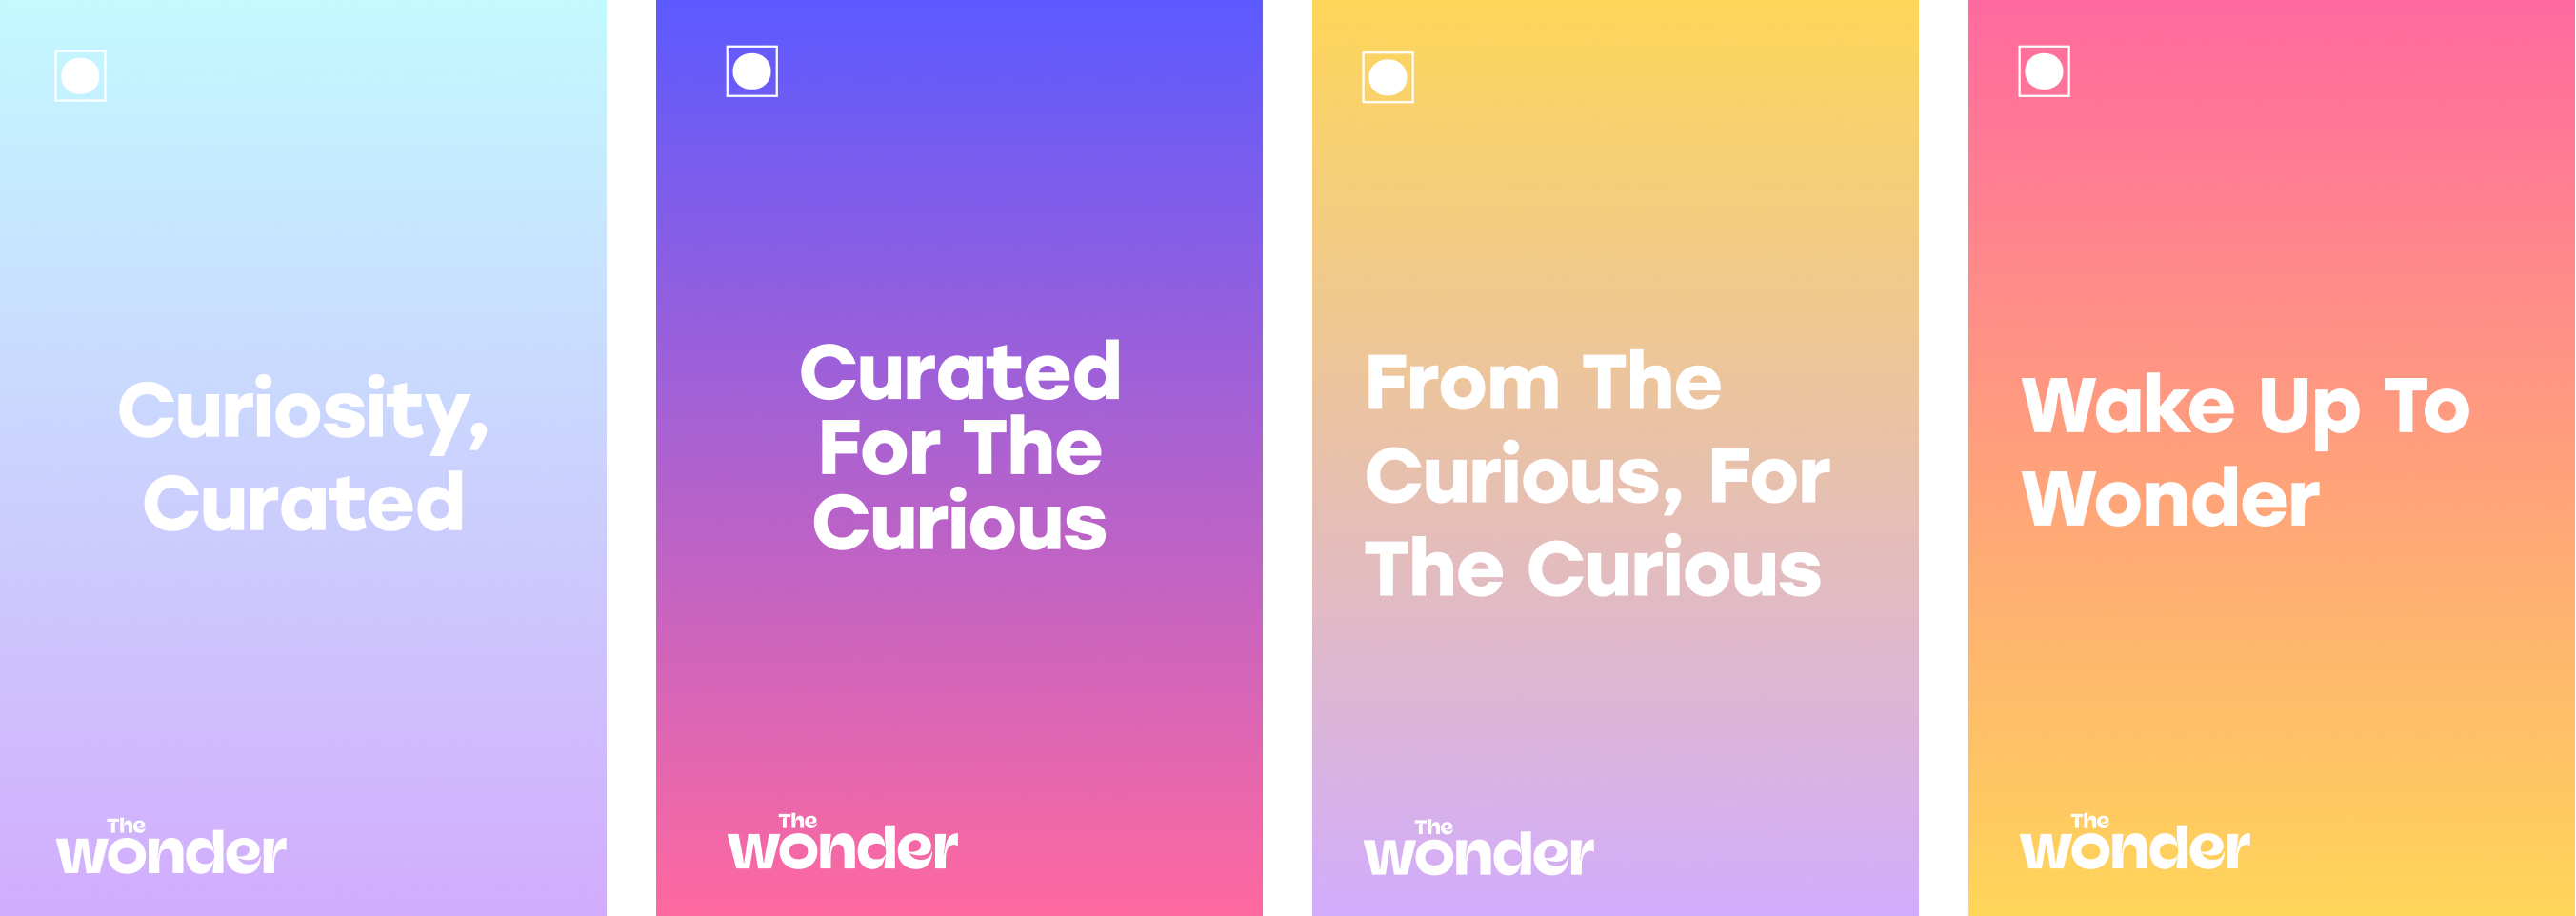 Curiosity,
Curated
The
wonder
Curated
For The
Curious
The
wonder
From The
Curious, For
The Curious
The
wonder
Wake Up To
Wonder
The
wonder